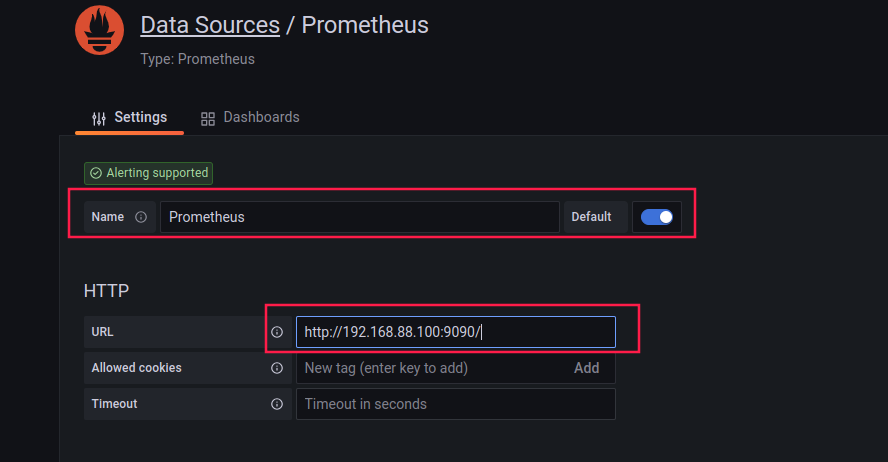 Data Sources / Prometheus
Type: Prometheus
Settings Dashboards
Alerting supported
Name Prometheus Default
HTTP
URL http://192.168.88.100:9090/
Allowed cookies New tag (enter key to add) Add
Timeout Timeout in seconds